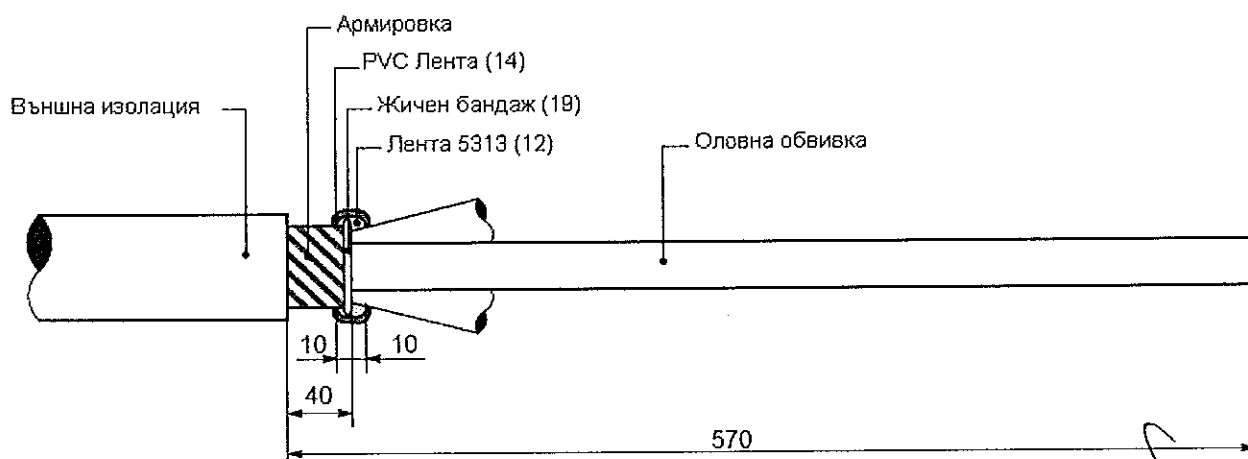 Армировка
PVC Лента (14)
Външна изолация
Жичен бандаж (19)
Лента 5313 (12)
Оловна обвивка
10
10
40
570